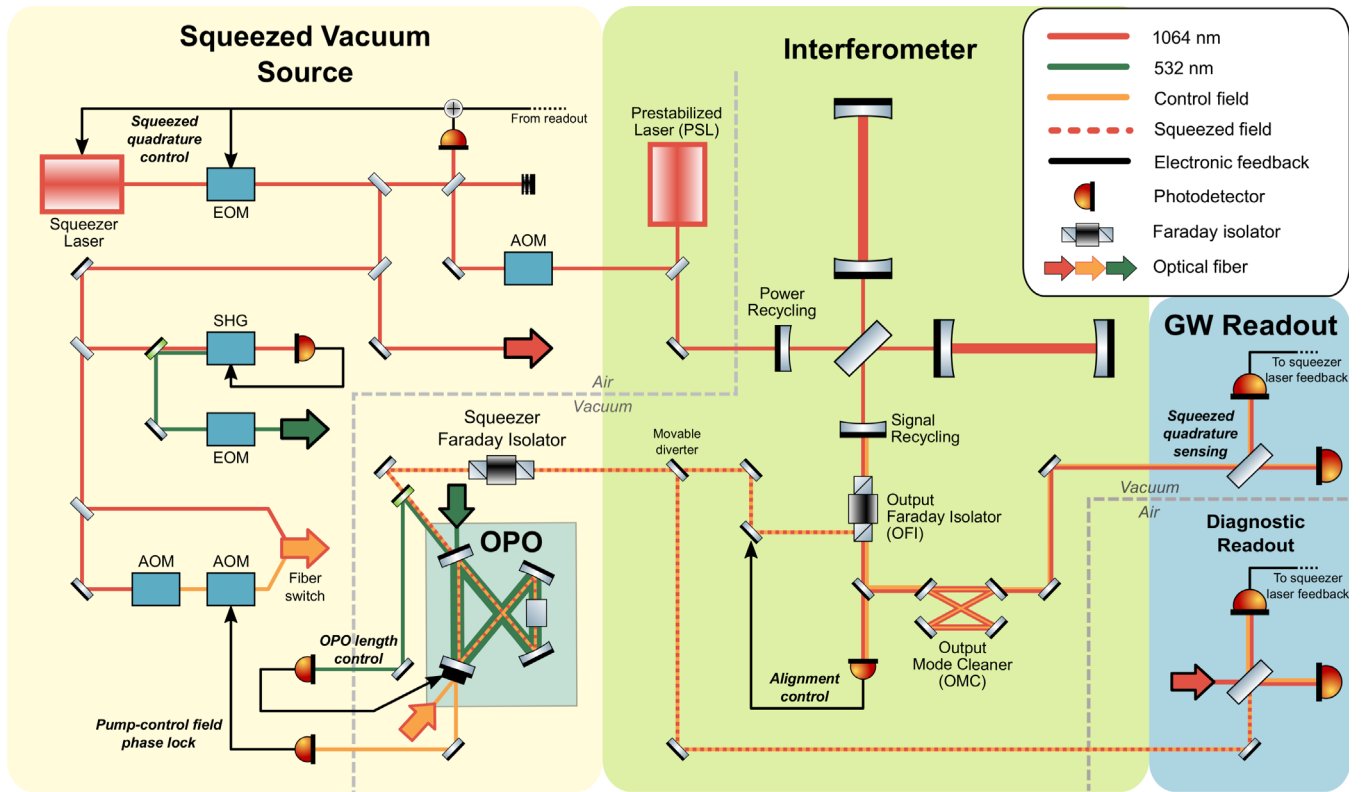 Squeezed Vacuum
Source
Interferometer
1064 nm
532 nm
Control field
Squeezed field
Electronic feedback
Photodetector
Faraday isolator
Optical fiber
Squeezed
quadrature
control
From readout
EOM
Squeezer
Laser
AOM
Prestabilized
Laser (PSL)
Power
Recycling
SHG
EOM
Air
Vacuum
GW Readout
To squeezer
laser feedback
Squeezed
quadrature
sensing
Squeezer
Faraday Isolator
Movable
diverter
Signal
Recycling
Output
Faraday Isolator
(OFI)
Vacuum
Air
OPO
Diagnostic
Readout
To squeezer
laser feedback
AOM
AOM
Fiber
switch
OPO length
control
Output
Mode Cleaner
(OMC)
Alignment
control
Pump-control field
phase lock